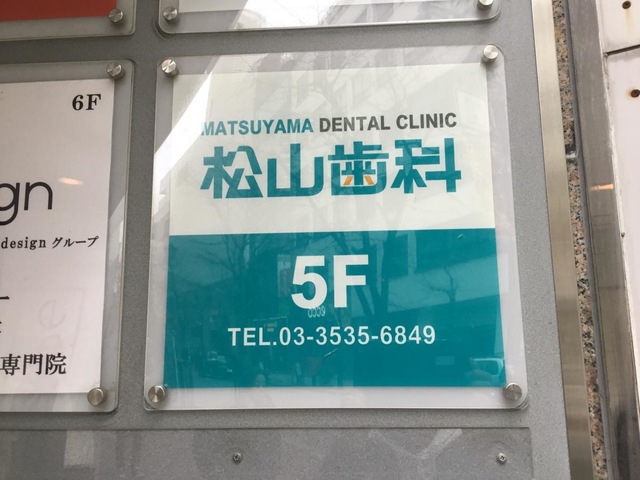 6F
gn
design グループ
専門院
MATSUYAMA DENTAL CLINIC
松山歯科
5F
TEL.03-3535-6849